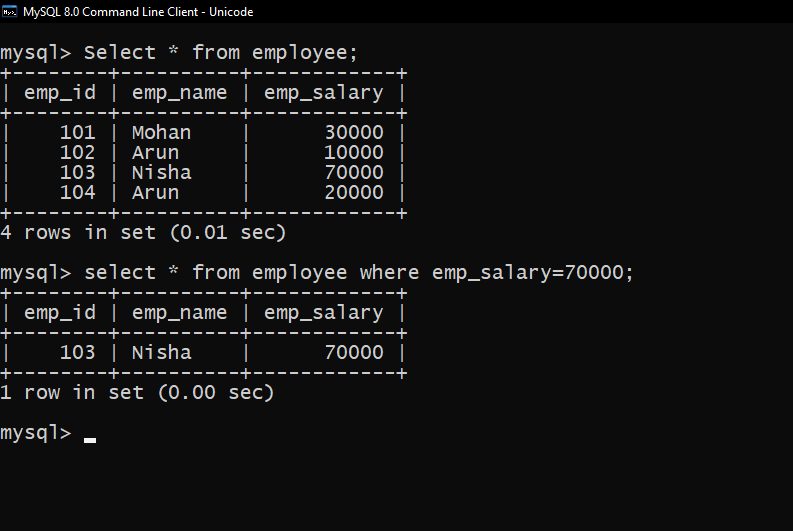 MySQL 8.0 Command Line Client - Unicode
mysql> Select * from employee;
+--------+----------+------------+
| emp_id | emp_name | emp_salary |
+--------+----------+------------+
|    101 | Mohan    |      30000 |
|    102 | Arun     |      10000 |
|    103 | Nisha    |      70000 |
|    104 | Arun     |      20000 |
+--------+----------+------------+
4 rows in set (0.01 sec)
mysql> select * from employee where emp_salary=70000;
+--------+----------+------------+
| emp_id | emp_name | emp_salary |
+--------+----------+------------+
|    103 | Nisha    |      70000 |
+--------+----------+------------+
1 row in set (0.00 sec)
mysql> _